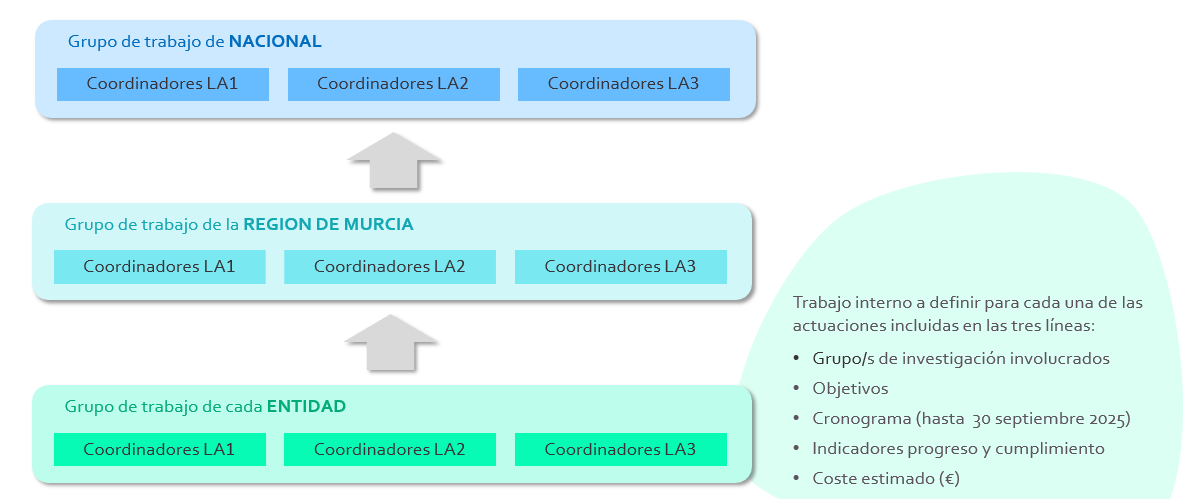 Grupo de trabajo de NACIONAL
Coordinadores LA1
Coordinadores LA2
Coordinadores LA3
Grupo de trabajo de la REGION DE MURCIA
Coordinadores LA1
Coordinadores LA2
Coordinadores LA3
Grupo de trabajo de cada ENTIDAD
Coordinadores LA1
Coordinadores LA2
Coordinadores LA3
Trabajo interno a definir para cada una de las
actuaciones incluidas en las tres líneas:
• Grupo/s de investigación involucrados
• Objetivos
• Cronograma (hasta 30 septiembre 2025)
• Indicadores progreso y cumplimiento
• Coste estimado (€)